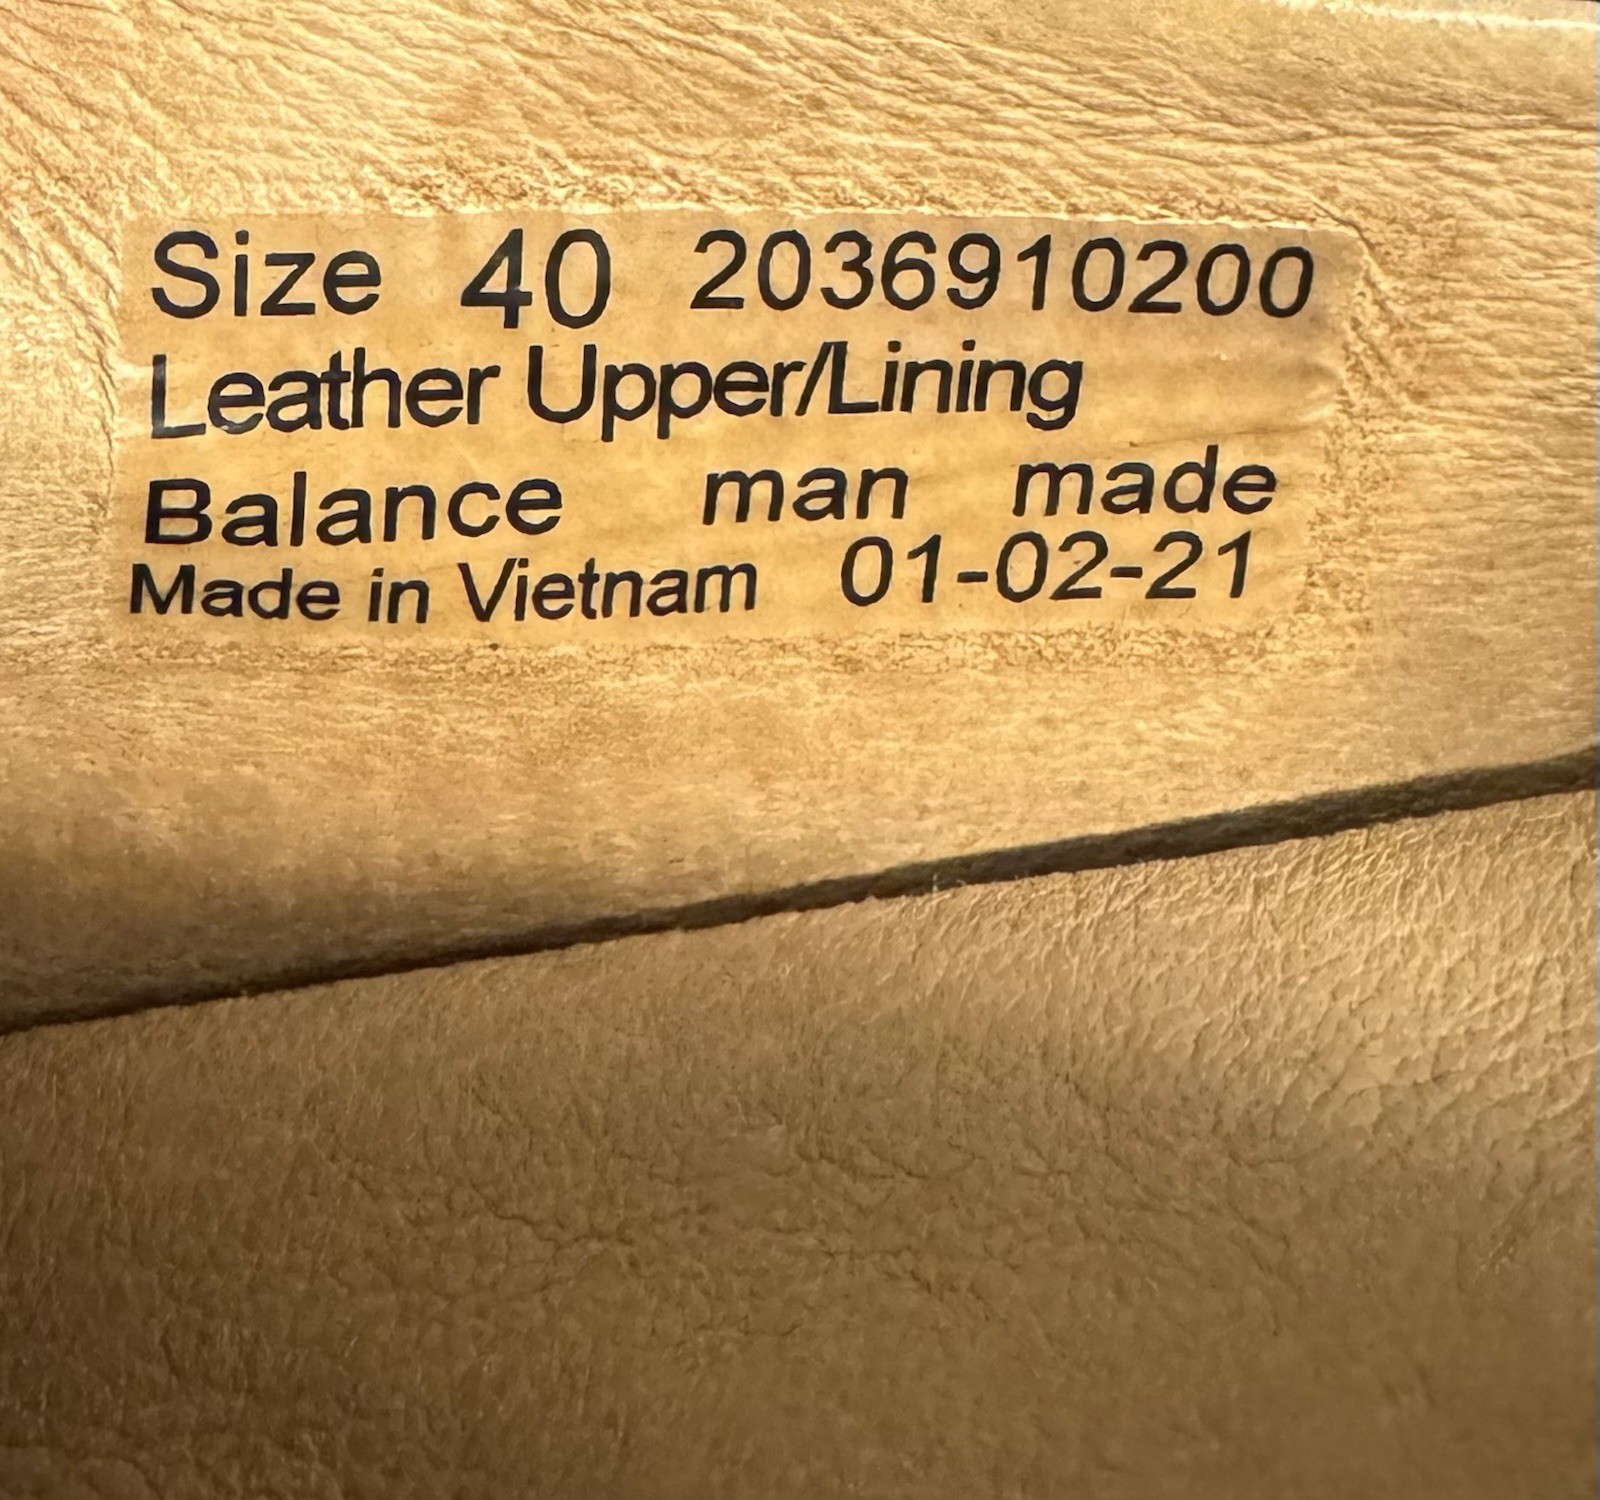 Size 40 2036910200
Leather Upper/Lining
Balance man made
Made in Vietnam 01-02-21